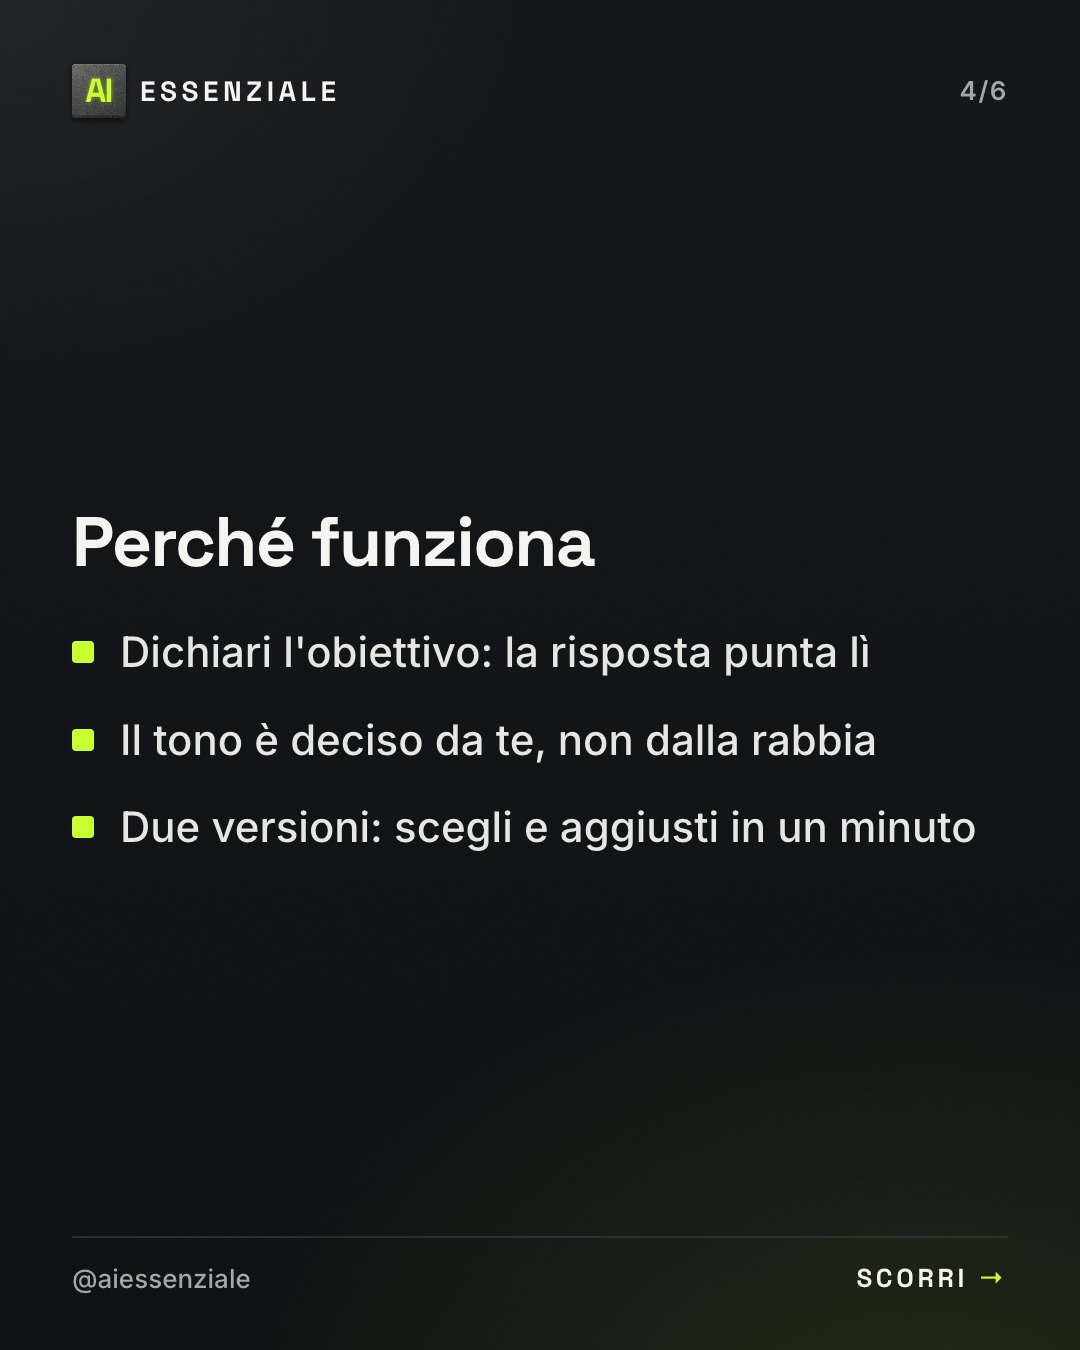 AI ESSENZIALE
4/6
Perché funziona
Dichiari l'obiettivo: la risposta punta lì
Il tono è deciso da te, non dalla rabbia
Due versioni: scegli e aggiusti in un minuto
@aiessenziale
SCORRI →